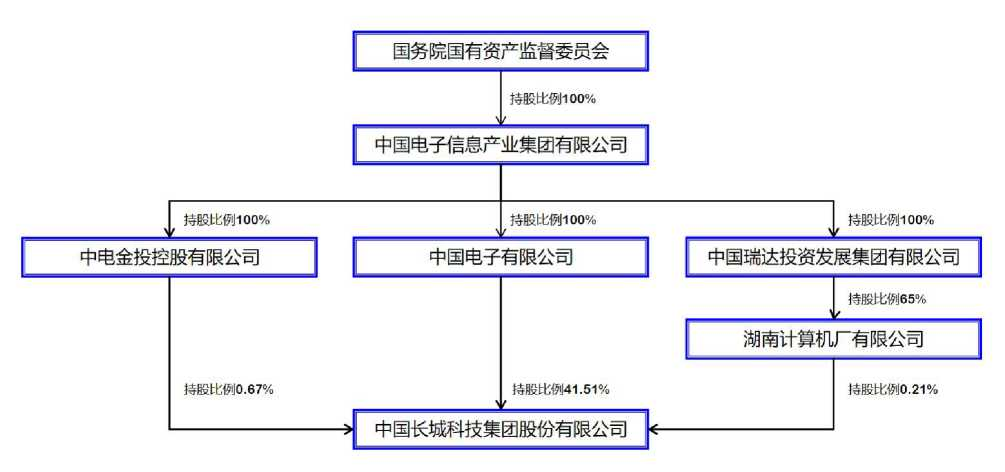 国务院国有资产监督委员会
持股比例100%
中国电子信息产业集团有限公司
持股比例100%
持股比例100%
持股比例100%
中电金投控股有限公司
中国电子有限公司
中国瑞达投资发展集团有限公司
持股比例65%
湖南计算机厂有限公司
持股比例0.67%
持股比例41.51%
持股比例0.21%
中国长城科技集团股份有限公司